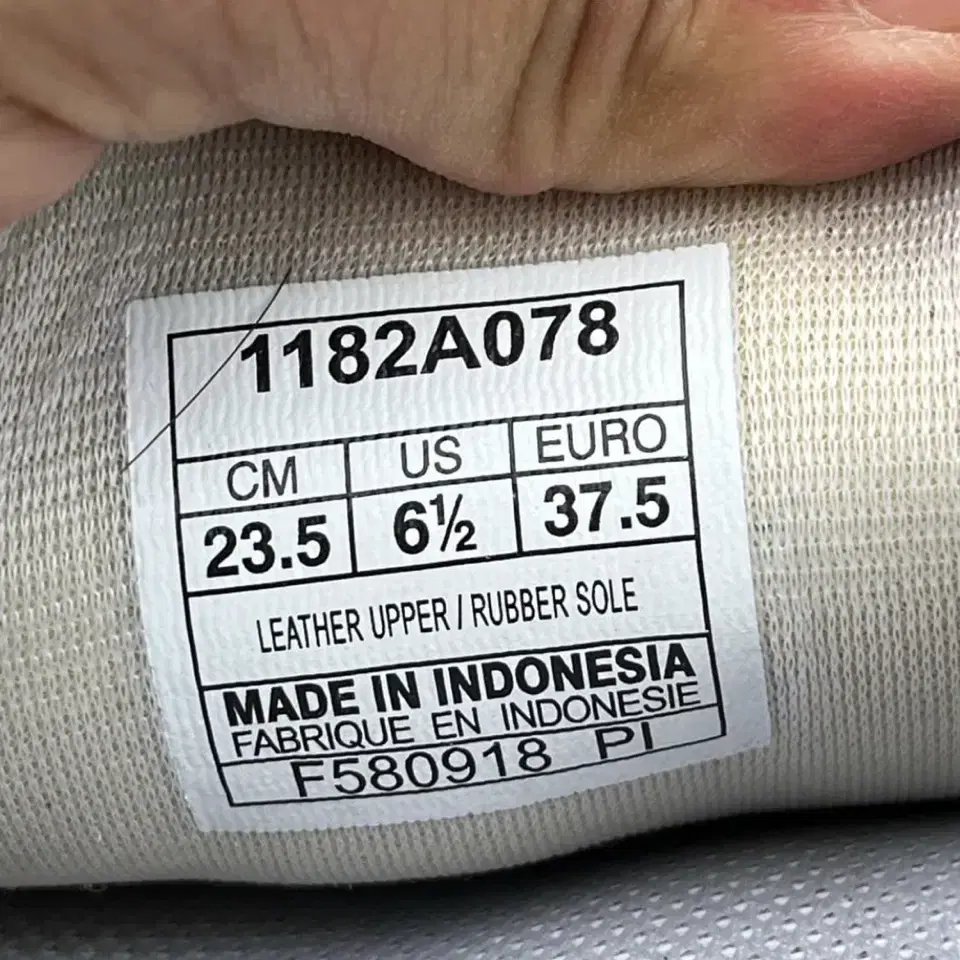 1182A078
CM US EURO
23.5 6½ 37.5
LEATHER UPPER / RUBBER SOLE
MADE IN INDONESIA
FABRIQUE EN INDONESIE
F580918 PI